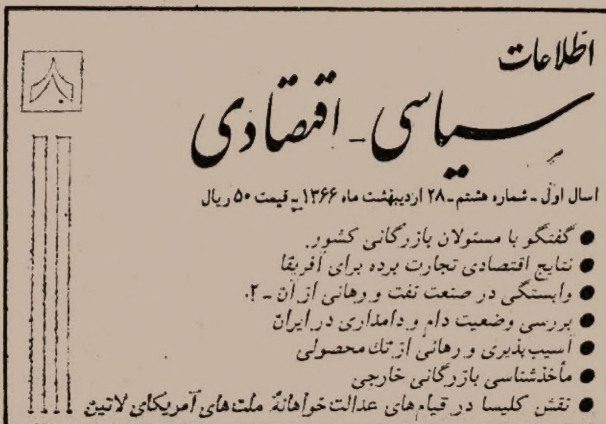 اطلاعات
سیاسی - اقتصادی
سال اول - شماره هشتم - ۲۸ اردیبهشت ماه ۱۳۶۶ - قیمت ۵۰ ریال
● گفتگو با مسئولان بازرگانی کشور.
● نتایج اقتصادی تجارت برده برای آفریقا
● وابستگی در صنعت نفت و رهائی از آن - ۲.
● بررسی وضعیت دام و دامداری در ایران
● آسیب‌پذیری و رهائی از تك محصولی
● مأخذشناسی بازرگانی خارجی
● نقش کلیسا در قیام‌های عدالت‌خواهانهٔ ملت‌های آمریکای لاتین